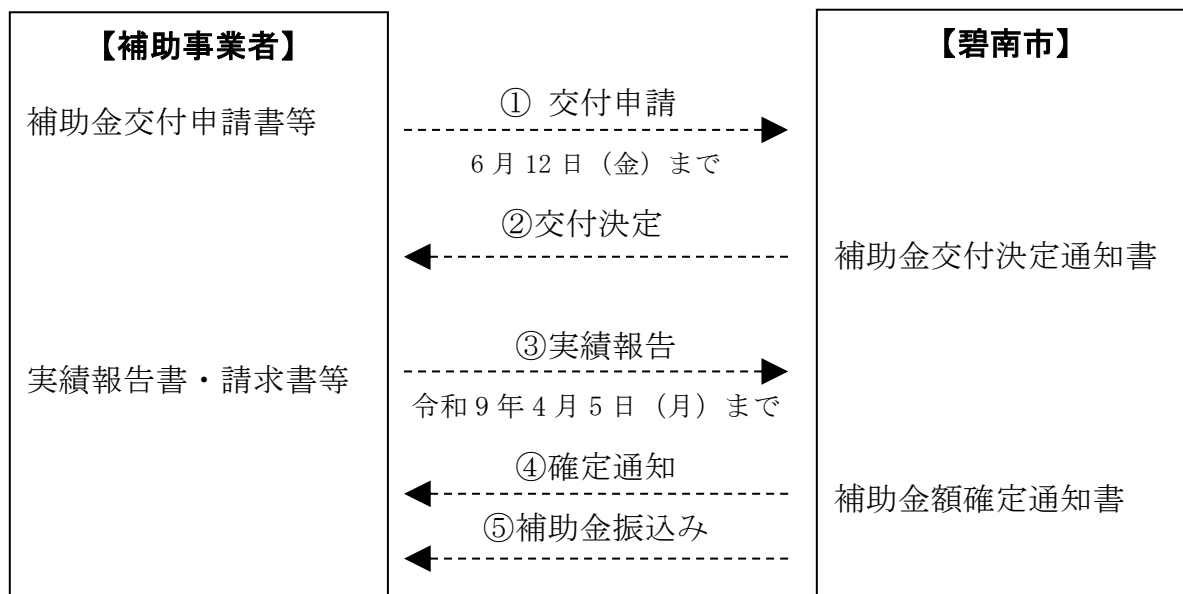 【補助事業者】
【碧南市】
① 交付申請
補助金交付申請書等
6月12日（金）まで
②交付決定
補助金交付決定通知書
③実績報告
実績報告書・請求書等
令和9年4月5日（月）まで
④確定通知
補助金額確定通知書
⑤補助金振込み